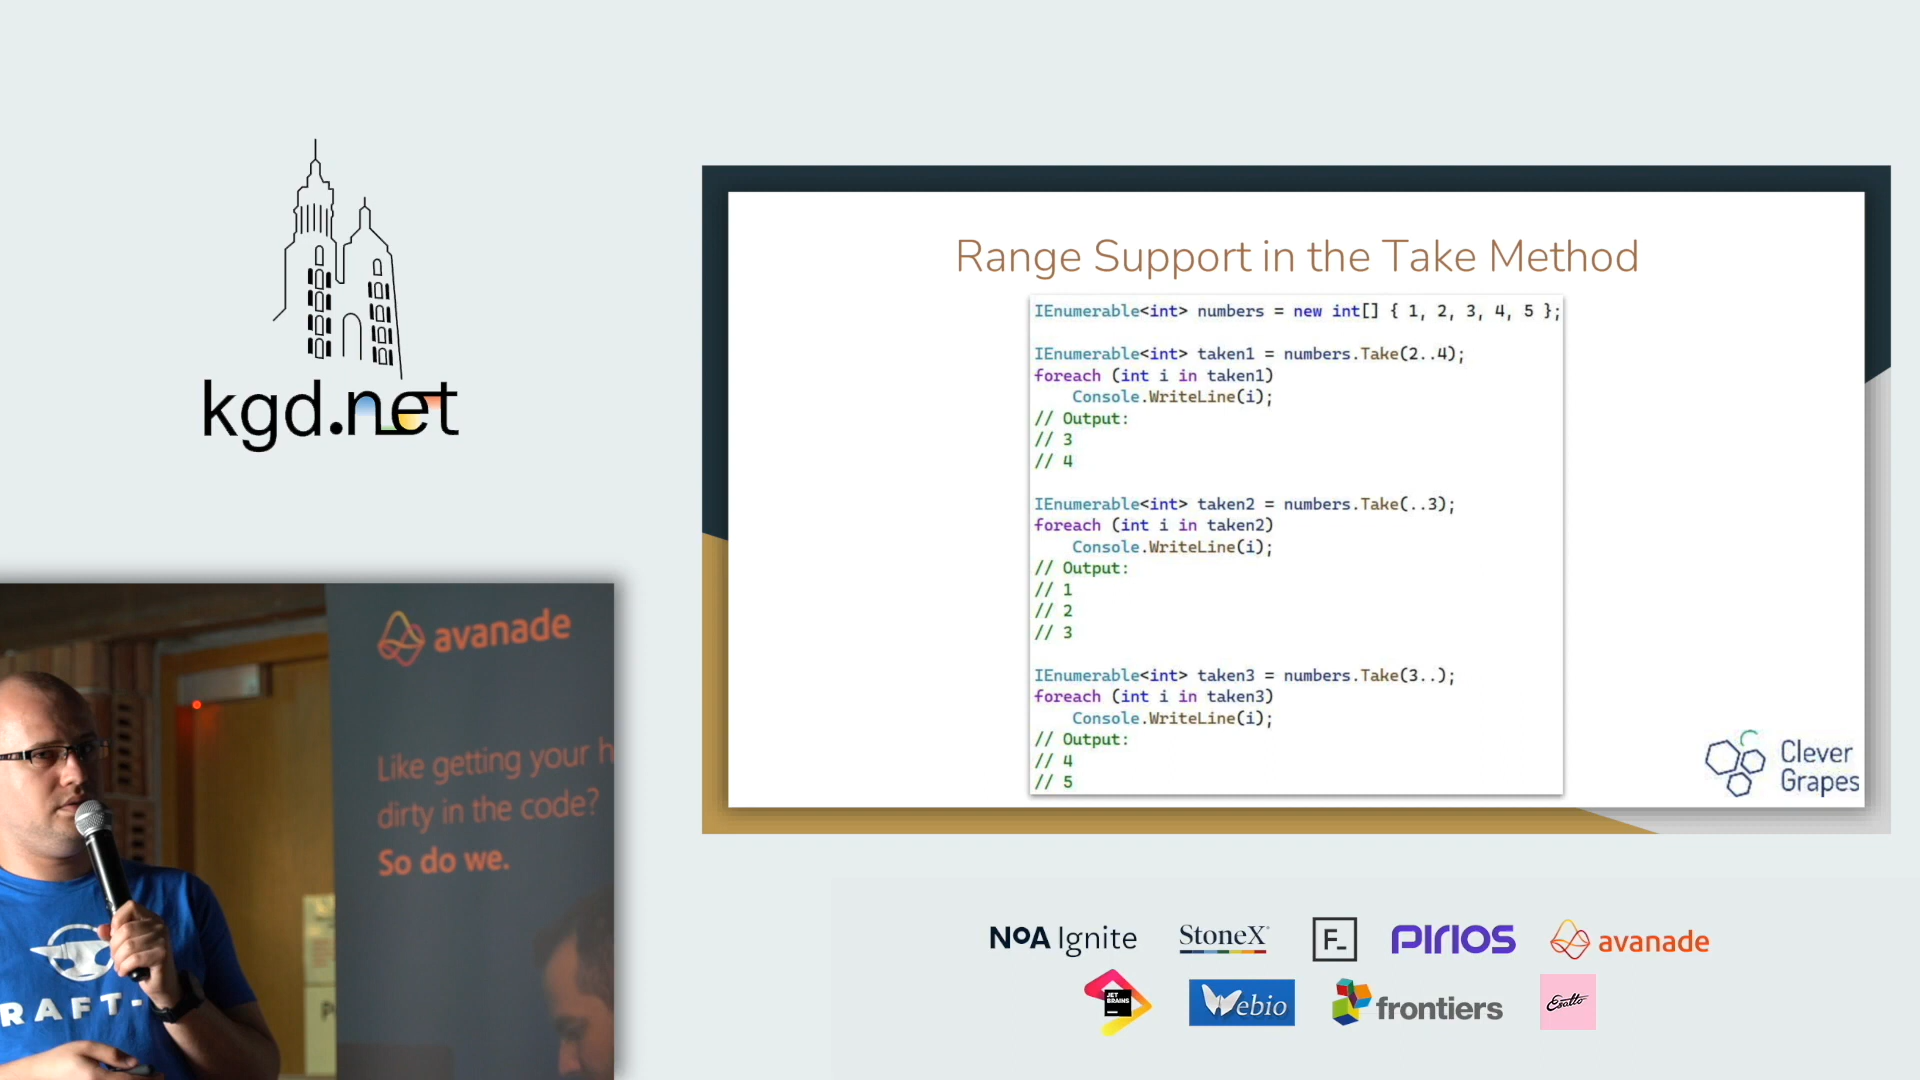 kgd.net
Range Support in the Take Method
IEnumerable<int> numbers = new int[] { 1, 2, 3, 4, 5 };
IEnumerable<int> taken1 = numbers.Take(2..4);
foreach (int i in taken1)
    Console.WriteLine(i);
// Output:
// 3
// 4
IEnumerable<int> taken2 = numbers.Take(..3);
foreach (int i in taken2)
    Console.WriteLine(i);
// Output:
// 1
// 2
// 3
IEnumerable<int> taken3 = numbers.Take(3..);
foreach (int i in taken3)
    Console.WriteLine(i);
// Output:
// 4
// 5
Clever
Grapes
avanade
Like getting your h
dirty in the code?
So do we.
RAFT-
NoA Ignite
StoneX
F_
PIRIOS
avanade
JET
BRAINS
Webio
frontiers
Esatto